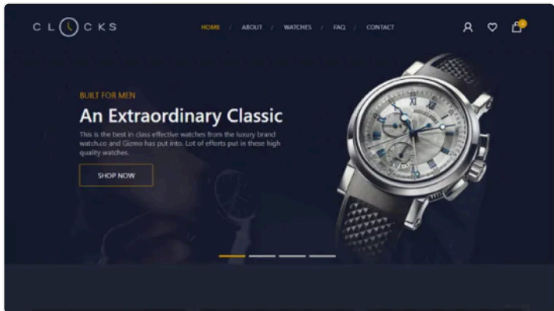 CLOCKS
HOME / ABOUT / WATCHES / FAQ / CONTACT
BUILT FOR MEN
An Extraordinary Classic
This is the best in class effective watches from the luxury brand
watch.co and Gizmo has put into. Lot of efforts put in these high
quality watches.
SHOP NOW